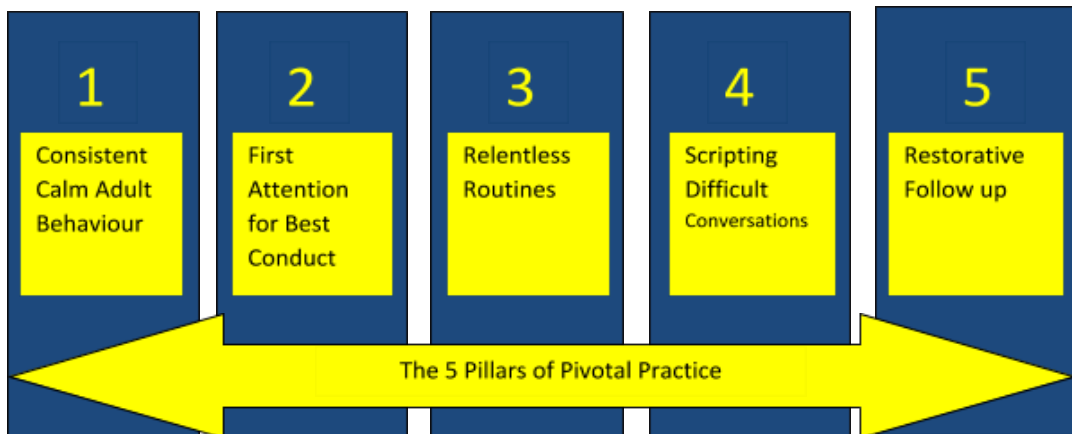 1
Consistent
Calm Adult
Behaviour
2
First
Attention
for Best
Conduct
3
Relentless
Routines
4
Scripting
Difficult
Conversations
5
Restorative
Follow up
The 5 Pillars of Pivotal Practice